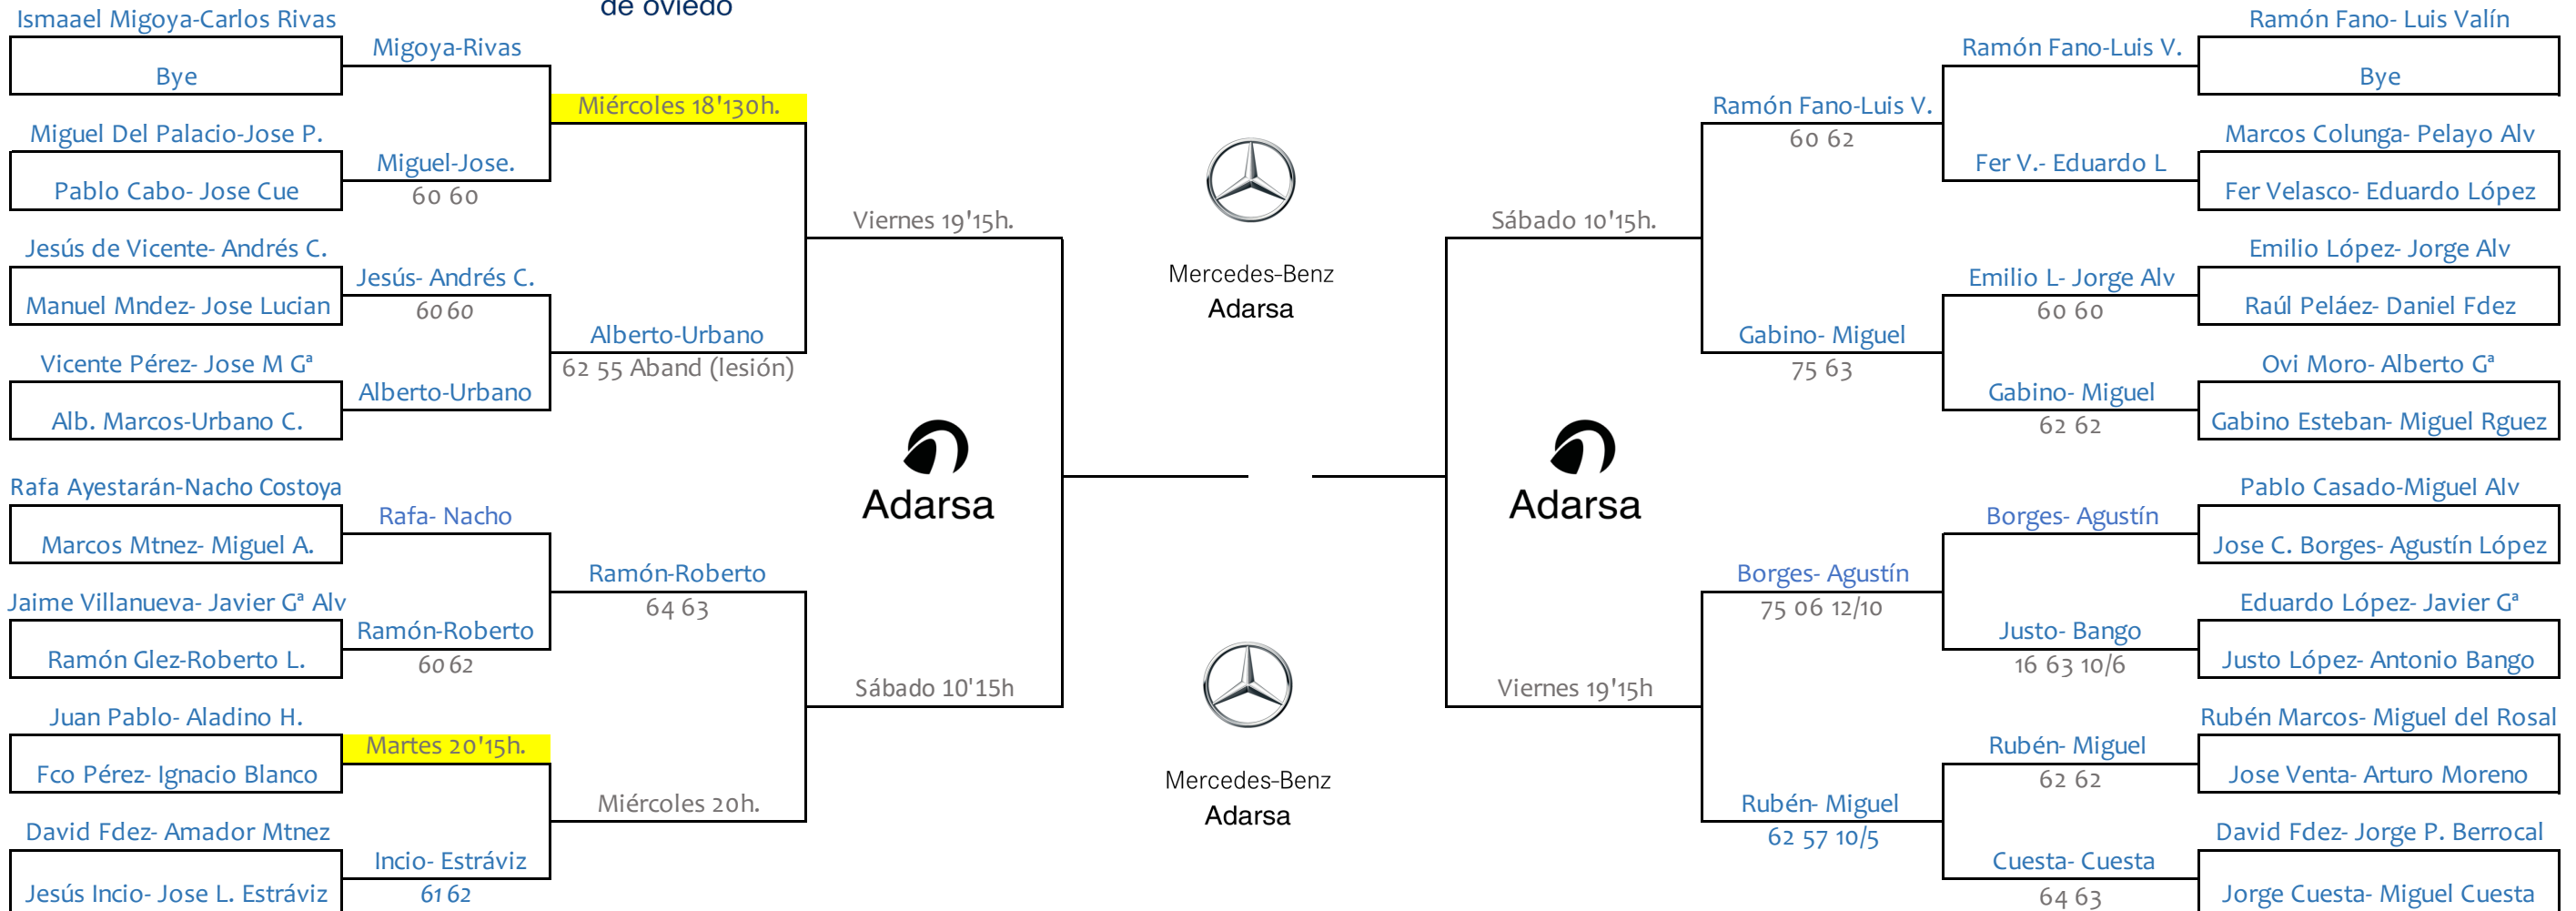 de oviedo
Ismaael Migoya-Carlos Rivas
Bye
Miguel Del Palacio-Jose P.
Pablo Cabo- Jose Cue
Jesús de Vicente- Andrés C.
Manuel Mndez- Jose Lucian
Vicente Pérez- Jose M Gª
Alb. Marcos-Urbano C.
Rafa Ayestarán-Nacho Costoya
Marcos Mtnez- Miguel A.
Jaime Villanueva- Javier Gª Alv
Ramón Glez-Roberto L.
Juan Pablo- Aladino H.
Fco Pérez- Ignacio Blanco
David Fdez- Amador Mtnez
Jesús Incio- Jose L. Estráviz
Migoya-Rivas
Miguel-Jose.
60 60
Jesús- Andrés C.
60 60
Alberto-Urbano
Rafa- Nacho
Ramón-Roberto
60 62
Martes 20'15h.
Incio- Estráviz
61 62
Miércoles 18'130h.
Alberto-Urbano
62 55 Aband (lesión)
Ramón-Roberto
64 63
Miércoles 20h.
Viernes 19'15h.
Adarsa
Sábado 10'15h
Mercedes-Benz
Adarsa
Mercedes-Benz
Adarsa
Sábado 10'15h.
Adarsa
Viernes 19'15h
Ramón Fano-Luis V.
60 62
Gabino- Miguel
75 63
Borges- Agustín
75 06 12/10
Rubén- Miguel
62 57 10/5
Ramón Fano-Luis V.
Fer V.- Eduardo L
Emilio L- Jorge Alv
60 60
Gabino- Miguel
62 62
Borges- Agustín
Justo- Bango
16 63 10/6
Rubén- Miguel
62 62
Cuesta- Cuesta
64 63
Ramón Fano- Luis Valín
Bye
Marcos Colunga- Pelayo Alv
Fer Velasco- Eduardo López
Emilio López- Jorge Alv
Raúl Peláez- Daniel Fdez
Ovi Moro- Alberto Gª
Gabino Esteban- Miguel Rguez
Pablo Casado-Miguel Alv
Jose C. Borges- Agustín López
Eduardo López- Javier Gª
Justo López- Antonio Bango
Rubén Marcos- Miguel del Rosal
Jose Venta- Arturo Moreno
David Fdez- Jorge P. Berrocal
Jorge Cuesta- Miguel Cuesta